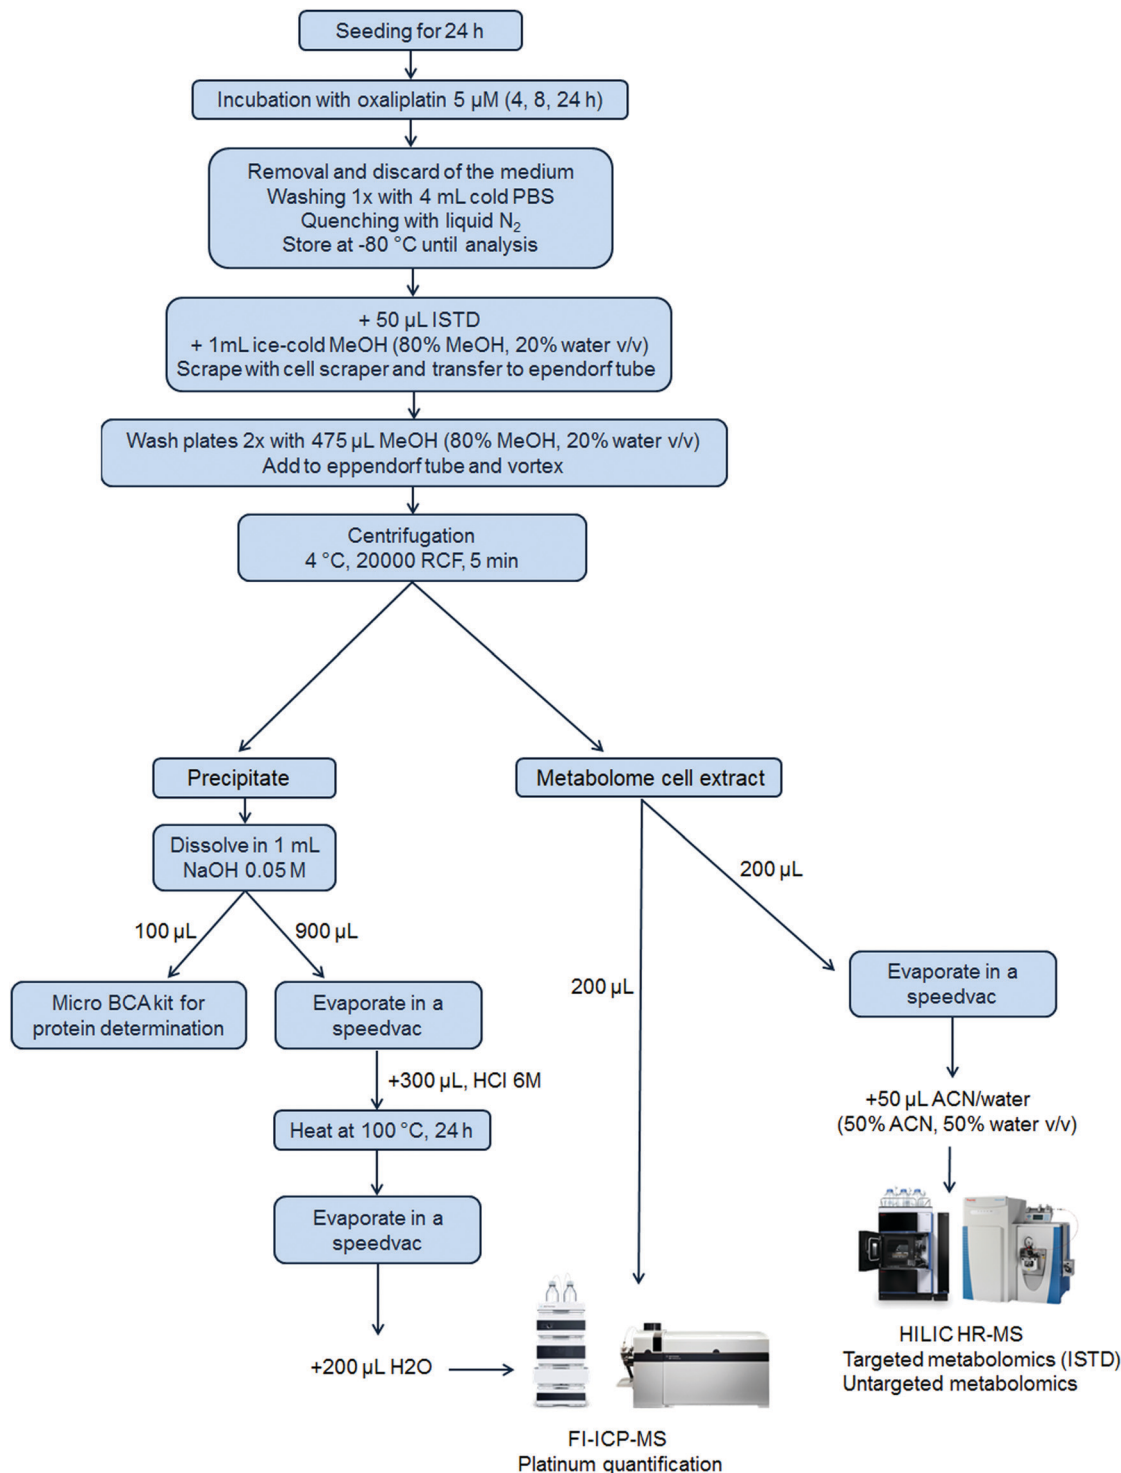 Seeding for 24 h
Incubation with oxaliplatin 5 µM (4, 8, 24 h)
Removal and discard of the medium
Washing 1x with 4 mL cold PBS
Quenching with liquid N₂
Store at -80 °C until analysis
+ 50 µL ISTD
+ 1mL ice-cold MeOH (80% MeOH, 20% water v/v)
Scrape with cell scraper and transfer to ependorf tube
Wash plates 2x with 475 µL MeOH (80% MeOH, 20% water v/v)
Add to eppendorf tube and vortex
Centrifugation
4 °C, 20000 RCF, 5 min
Precipitate
Metabolome cell extract
Dissolve in 1 mL
NaOH 0.05 M
200 µL
100 µL
900 µL
200 µL
Micro BCA kit for
protein determination
Evaporate in a
speedvac
Evaporate in a
speedvac
+300 µL, HCl 6M
+50 µL ACN/water
(50% ACN, 50% water v/v)
Heat at 100 °C, 24 h
Evaporate in a
speedvac
+200 µL H2O
HILIC HR-MS
Targeted metabolomics (ISTD)
Untargeted metabolomics
FI-ICP-MS
Platinum quantification